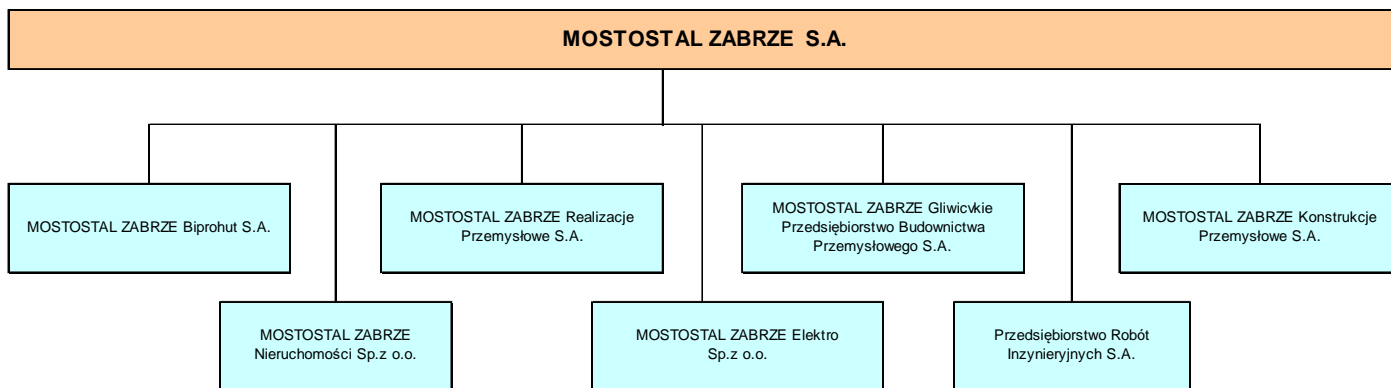 MOSTOSTAL ZABRZE S.A.
MOSTOSTAL ZABRZE Biprohut S.A.
MOSTOSTAL ZABRZE Realizacje
Przemysłowe S.A.
MOSTOSTAL ZABRZE Gliwicvkie
Przedsiębiorstwo Budownictwa
Przemysłowego S.A.
MOSTOSTAL ZABRZE Konstrukcje
Przemysłowe S.A.
MOSTOSTAL ZABRZE
Nieruchomości Sp.z o.o.
MOSTOSTAL ZABRZE Elektro
Sp.z o.o.
Przedsiębiorstwo Robót
Inzynieryjnych S.A.